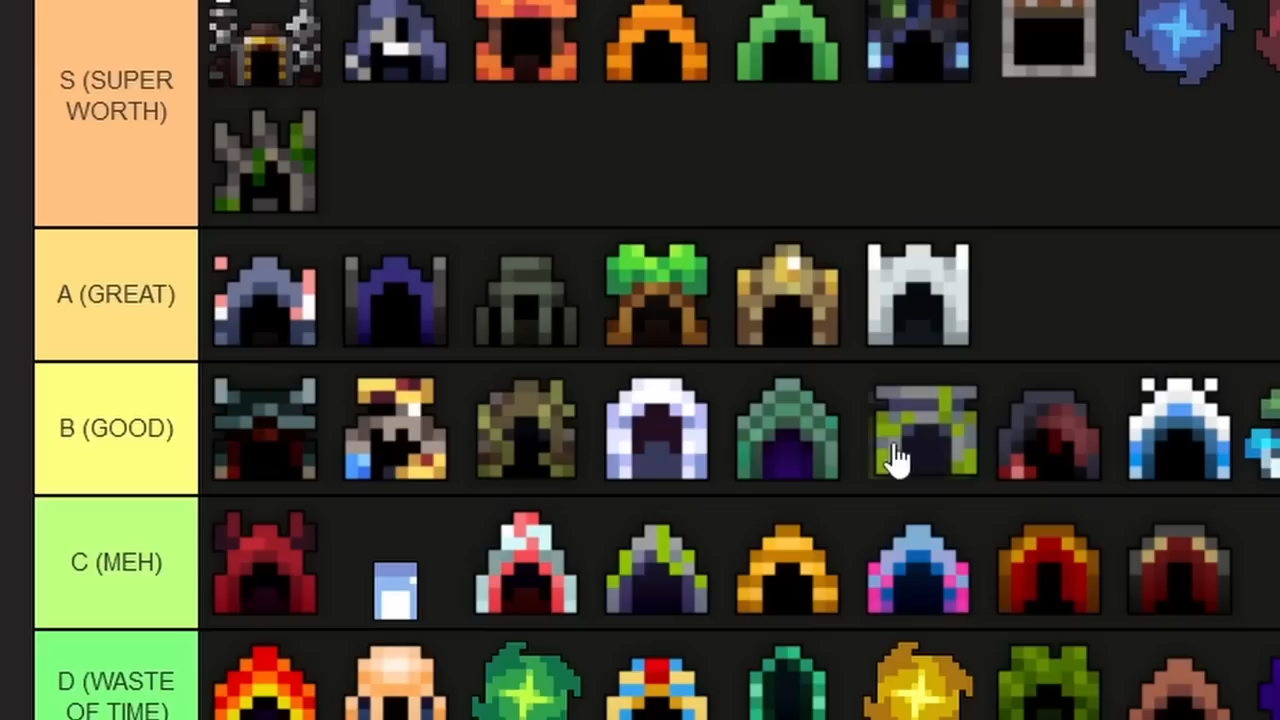 S (SUPER
WORTH)
A (GREAT)
B (GOOD)
C (MEH)
D (WASTE
OF TIME)